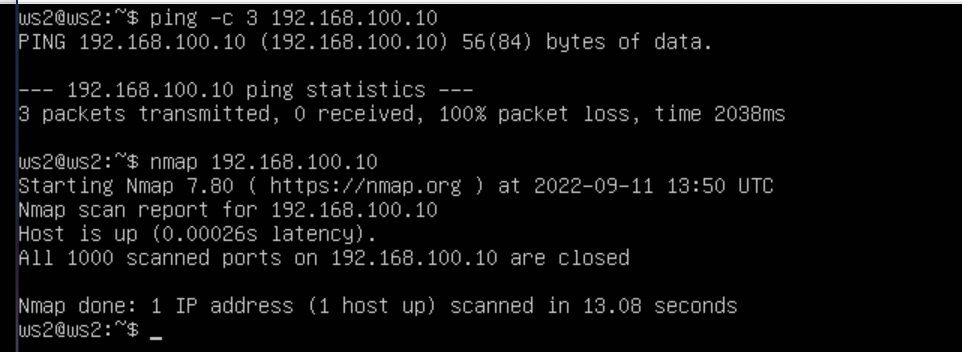 ws2@ws2:~$ ping -c 3 192.168.100.10
PING 192.168.100.10 (192.168.100.10) 56(84) bytes of data.
--- 192.168.100.10 ping statistics ---
3 packets transmitted, 0 received, 100% packet loss, time 2038ms
ws2@ws2:~$ nmap 192.168.100.10
Starting Nmap 7.80 ( https://nmap.org ) at 2022-09-11 13:50 UTC
Nmap scan report for 192.168.100.10
Host is up (0.00026s latency).
All 1000 scanned ports on 192.168.100.10 are closed
Nmap done: 1 IP address (1 host up) scanned in 13.08 seconds
ws2@ws2:~$ _